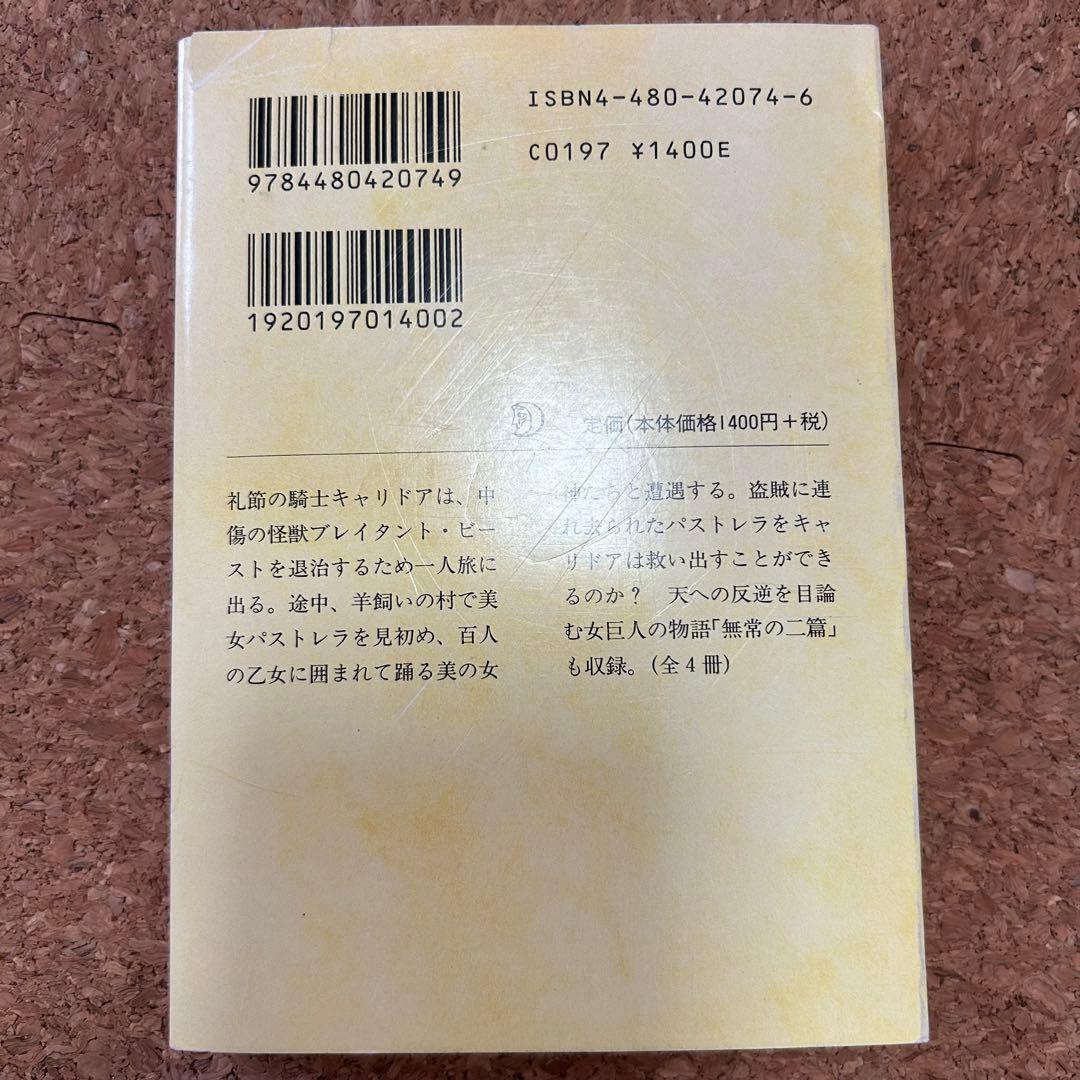 9784480420749
ISBN4-480-42074-6
C0197 ¥1400E
1920197014002
定価(本体価格1400円+税)
礼節の騎士キャリドアは、中
傷の怪獣ブレイタント・ビー
ストを退治するため一人旅に
出る。途中、羊飼いの村で美
女パストレラを見初め、百人
の乙女に囲まれて踊る美の女
神たちと遭遇する。盗賊に連
れ去られたパストレラをキャ
リドアは救い出すことができ
るのか? 天への反逆を目論
む女巨人の物語「無常の二篇」
も収録。(全4冊)